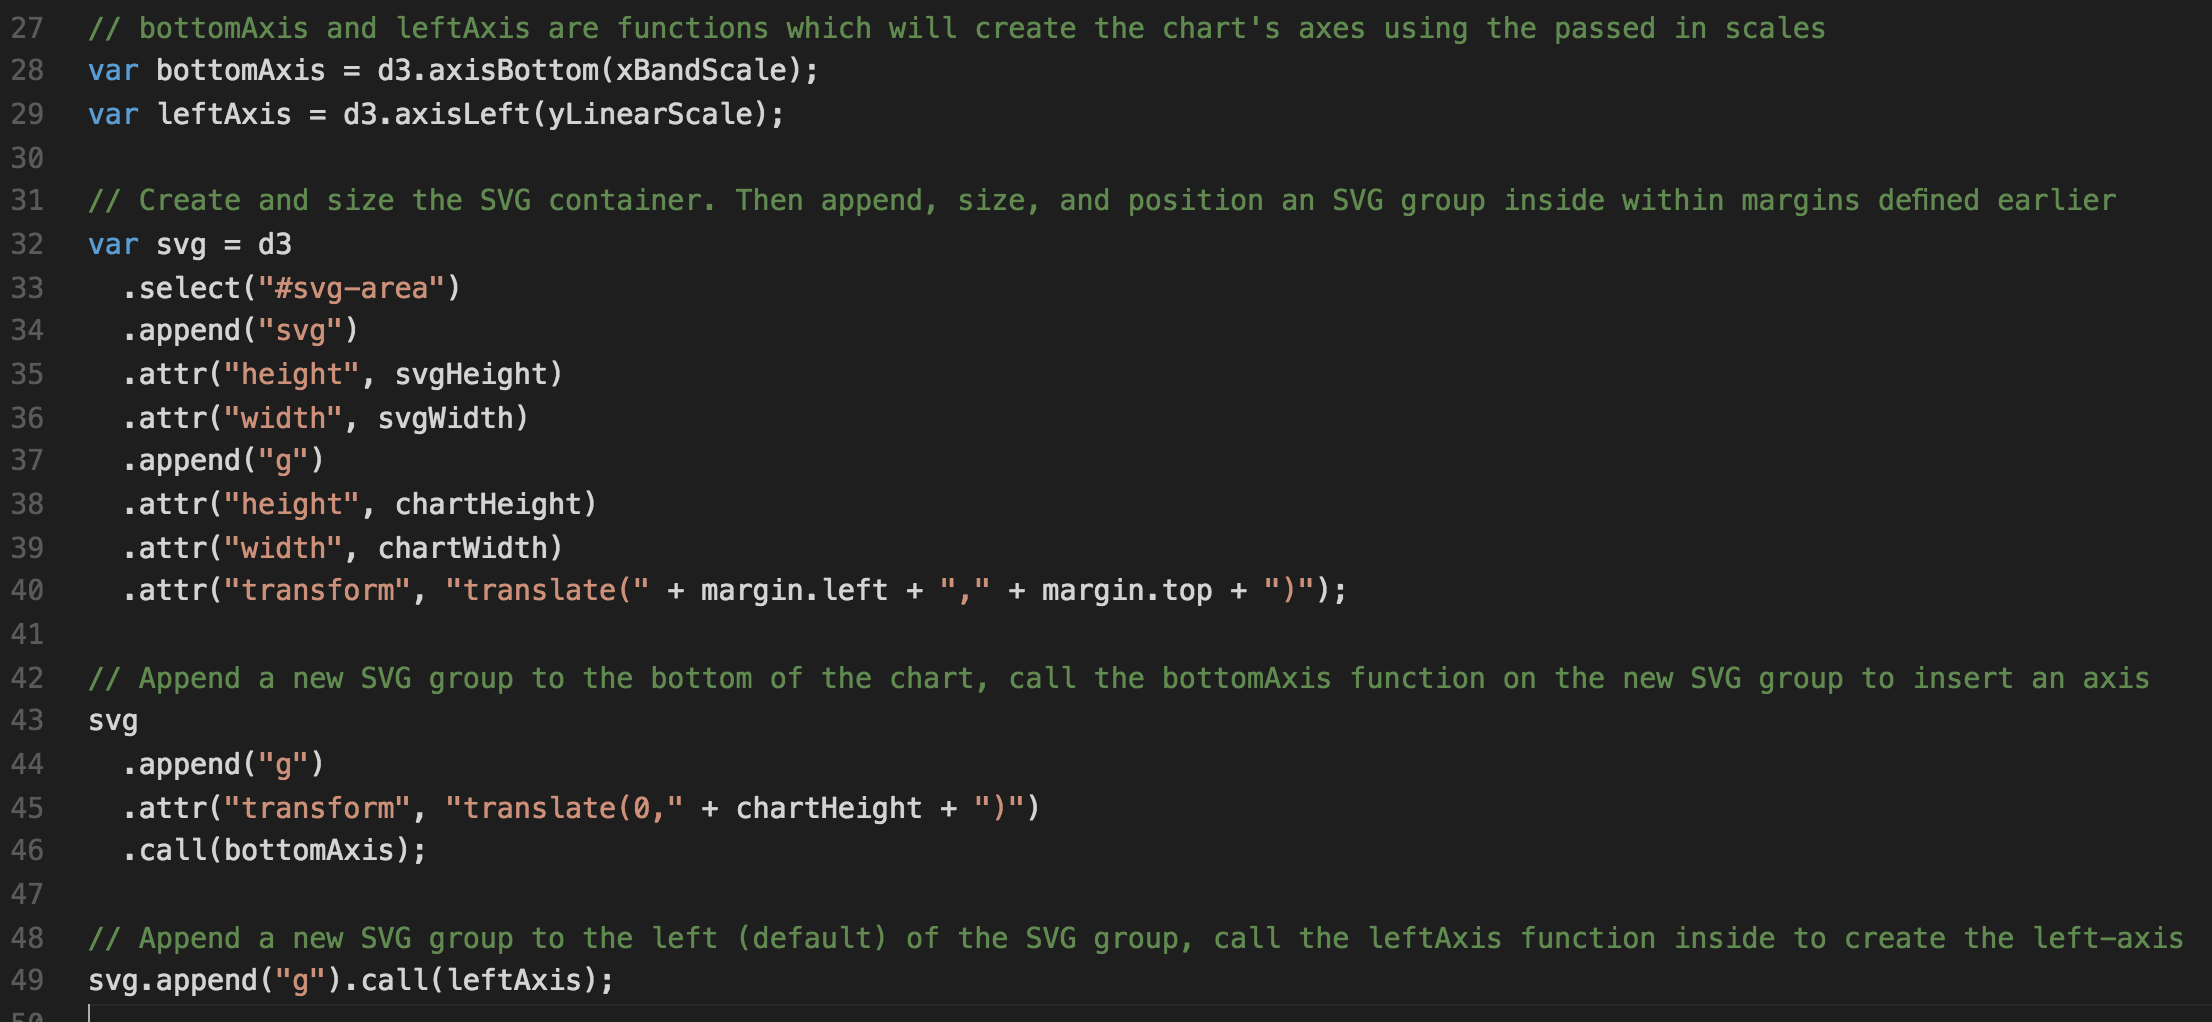 27 // bottomAxis and leftAxis are functions which will create the chart's axes using the passed in scales
28 var bottomAxis = d3.axisBottom(xBandScale);
29 var leftAxis = d3.axisLeft(yLinearScale);
30
31 // Create and size the SVG container. Then append, size, and position an SVG group inside within margins defined earlier
32 var svg = d3
33   .select("#svg-area")
34   .append("svg")
35   .attr("height", svgHeight)
36   .attr("width", svgWidth)
37   .append("g")
38   .attr("height", chartHeight)
39   .attr("width", chartWidth)
40   .attr("transform", "translate(" + margin.left + "," + margin.top + ")");
41
42 // Append a new SVG group to the bottom of the chart, call the bottomAxis function on the new SVG group to insert an axis
43 svg
44   .append("g")
45   .attr("transform", "translate(0," + chartHeight + ")")
46   .call(bottomAxis);
47
48 // Append a new SVG group to the left (default) of the SVG group, call the leftAxis function inside to create the left-axis
49 svg.append("g").call(leftAxis);
50